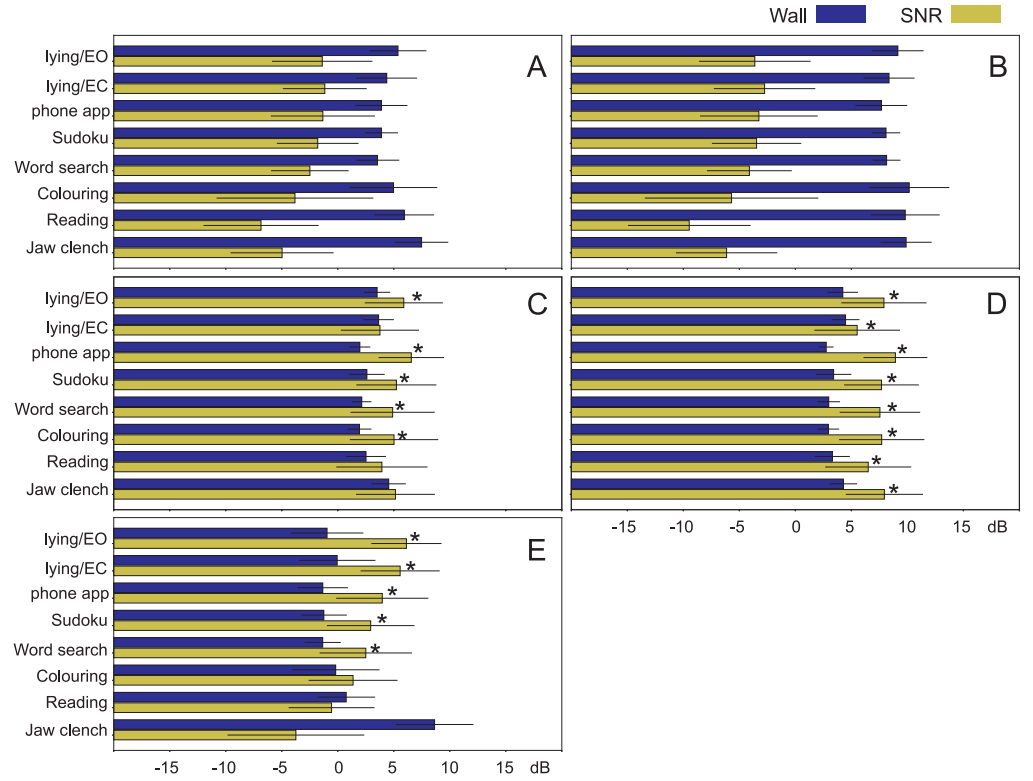 Wall SNR
A
lying/EO
lying/EC
phone app
Sudoku
Word search
Colouring
Reading
Jaw clench
B
C
lying/EO *
lying/EC
phone app *
Sudoku *
Word search *
Colouring *
Reading
Jaw clench
D
*
*
*
*
*
*
*
*
-15 -10 -5 0 5 10 15 dB
E
lying/EO *
lying/EC *
phone app *
Sudoku *
Word search *
Colouring
Reading
Jaw clench
-15 -10 -5 0 5 10 15 dB